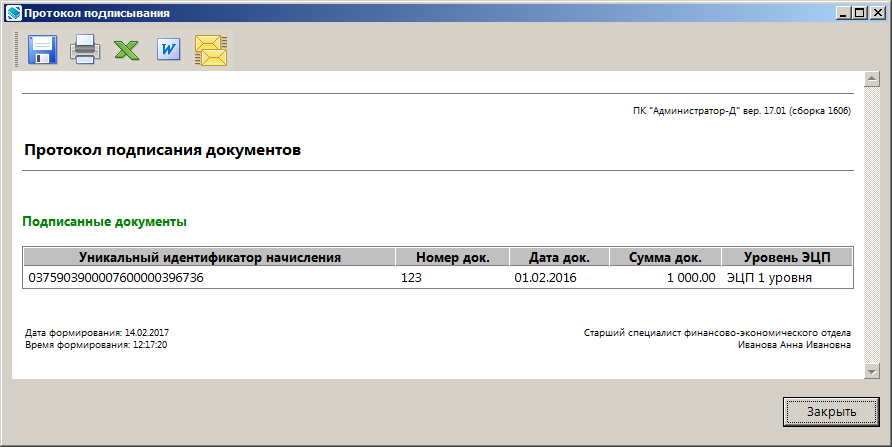 Протокол подписывания
ПК "Администратор-Д" вер. 17.01 (сборка 1606)
Протокол подписания документов
Подписанные документы
Уникальный идентификатор начисления Номер док. Дата док. Сумма док. Уровень ЭЦП
0375903900007600000396736 123 01.02.2016 1 000.00 ЭЦП 1 уровня
Дата формирования: 14.02.2017 Старший специалист финансово-экономического отдела
Время формирования: 12:17:20 Иванова Анна Ивановна
Закрыть